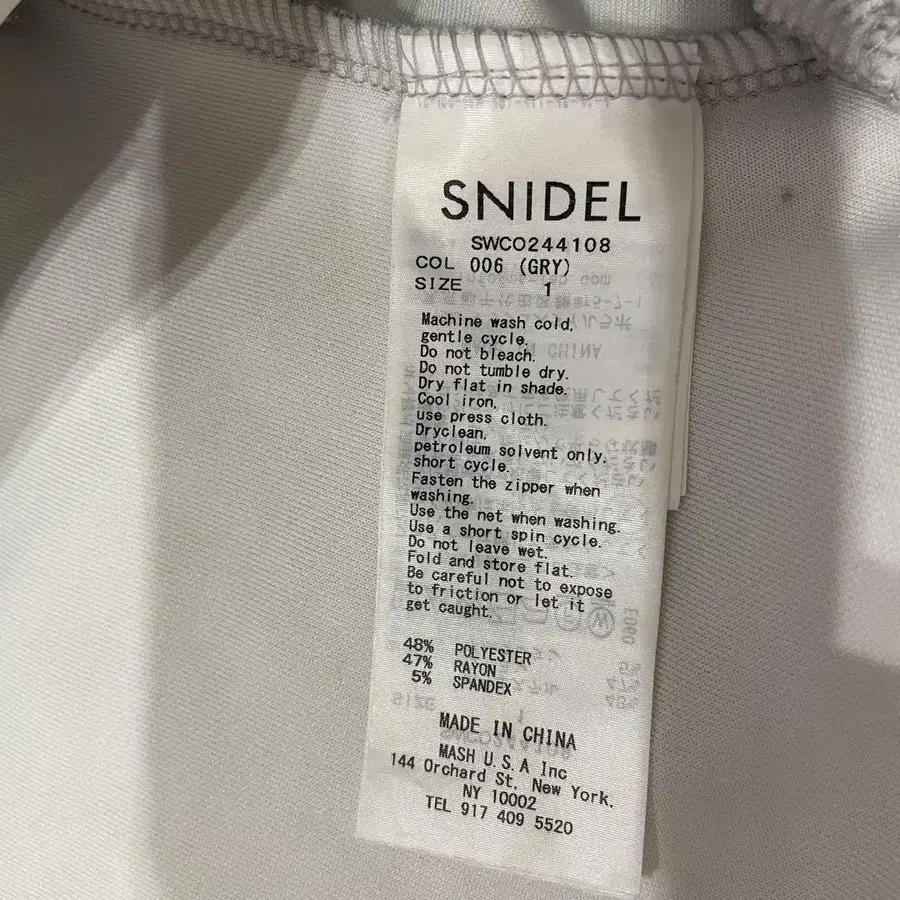 SNIDEL
SWCO244108
COL 006 (GRY)
SIZE 1
Machine wash cold,
gentle cycle.
Do not bleach.
Do not tumble dry.
Dry flat in shade.
Cool iron,
use press cloth.
Dryclean,
petroleum solvent only.
short cycle.
Fasten the zipper when
washing.
Use the net when washing.
Use a short spin cycle.
Do not leave wet.
Fold and store flat.
Be careful not to expose
to friction or let it
get caught.
48% POLYESTER
47% RAYON
5% SPANDEX
MADE IN CHINA
MASH U.S.A Inc
144 Orchard St, New York.
NY 10002
TEL 917 409 5520